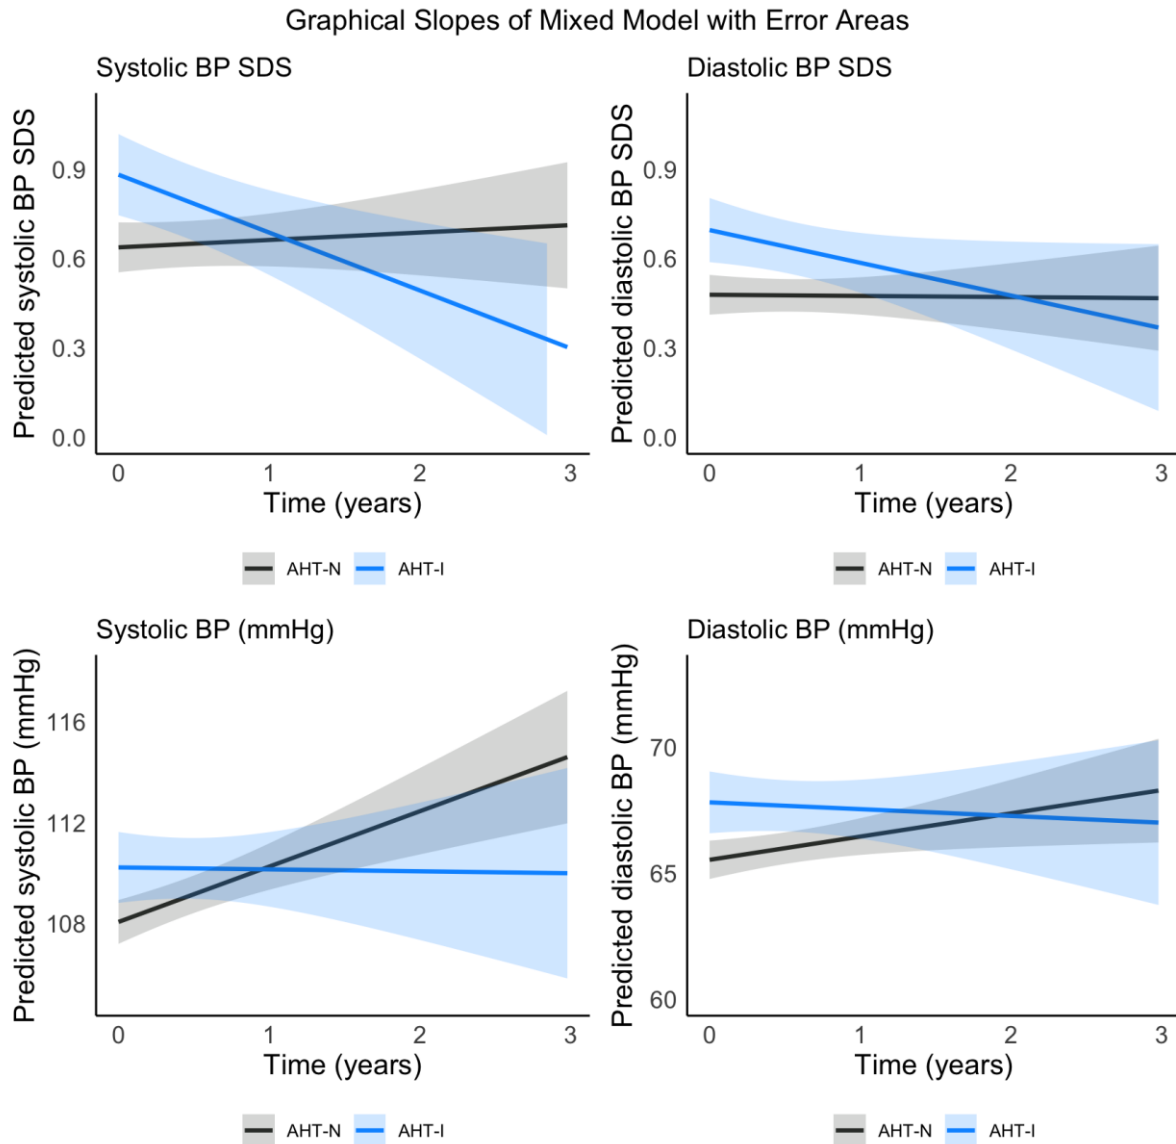 Graphical Slopes of Mixed Model with Error Areas
Systolic BP SDS
Predicted systolic BP SDS
0.9
0.6
0.3
0.0
0 1 2 3
Time (years)
AHT-N AHT-I
Diastolic BP SDS
Predicted diastolic BP SDS
0.9
0.6
0.3
0.0
0 1 2 3
Time (years)
AHT-N AHT-I
Systolic BP (mmHg)
Predicted systolic BP (mmHg)
116
112
108
0 1 2 3
Time (years)
AHT-N AHT-I
Diastolic BP (mmHg)
Predicted diastolic BP (mmHg)
70
65
60
0 1 2 3
Time (years)
AHT-N AHT-I